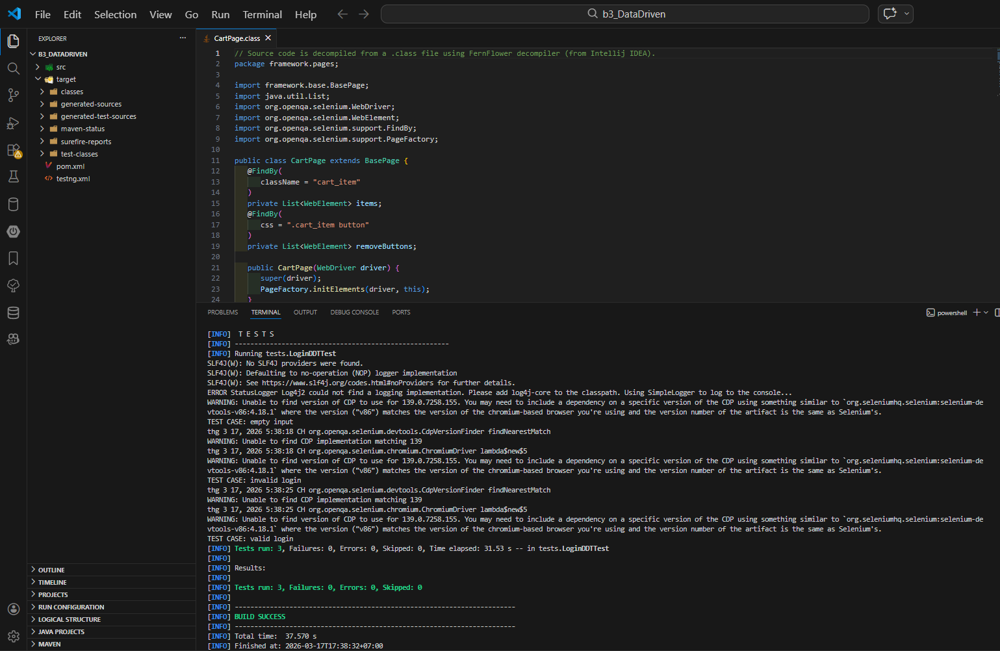 File Edit Selection View Go Run Terminal Help
b3_DataDriven
EXPLORER
B3_DATADRIVEN
src
target
classes
generated-sources
generated-test-sources
maven-status
surefire-reports
test-classes
pom.xml
testng.xml
OUTLINE
TIMELINE
PROJECTS
RUN CONFIGURATION
LOGICAL STRUCTURE
JAVA PROJECTS
MAVEN
CartPage.class
1 // Source code is decompiled from a .class file using FernFlower decompiler (from Intellij IDEA).
2 package framework.pages;
3
4 import framework.base.BasePage;
5 import java.util.List;
6 import org.openqa.selenium.WebDriver;
7 import org.openqa.selenium.WebElement;
8 import org.openqa.selenium.support.FindBy;
9 import org.openqa.selenium.support.PageFactory;
10
11 public class CartPage extends BasePage {
12 @FindBy(
13 className = "cart_item"
14 )
15 private List<WebElement> items;
16 @FindBy(
17 css = ".cart_item button"
18 )
19 private List<WebElement> removeButtons;
20
21 public CartPage(WebDriver driver) {
22 super(driver);
23 PageFactory.initElements(driver, this);
24 }
PROBLEMS TERMINAL OUTPUT DEBUG CONSOLE PORTS
powershell
[INFO]  T E S T S
[INFO] -------------------------------------------------------
[INFO] Running tests.LoginDDTTest
SLF4J(W): No SLF4J providers were found.
SLF4J(W): Defaulting to no-operation (NOP) logger implementation
SLF4J(W): See https://www.slf4j.org/codes.html#noProviders for further details.
ERROR StatusLogger Log4j2 could not find a logging implementation. Please add log4j-core to the classpath. Using SimpleLogger to log to the console...
WARNING: Unable to find version of CDP to use for 139.0.7258.155. You may need to include a dependency on a specific version of the CDP using something similar to `org.seleniumhq.selenium:selenium-de
vtools-v86:4.18.1` where the version ("v86") matches the version of the chromium-based browser you're using and the version number of the artifact is the same as Selenium's.
TEST CASE: empty input
thg 3 17, 2026 5:38:18 CH org.openqa.selenium.devtools.CdpVersionFinder findNearestMatch
WARNING: Unable to find CDP implementation matching 139
thg 3 17, 2026 5:38:18 CH org.openqa.selenium.chromium.ChromiumDriver lambda$new$5
WARNING: Unable to find version of CDP to use for 139.0.7258.155. You may need to include a dependency on a specific version of the CDP using something similar to `org.seleniumhq.selenium:selenium-de
vtools-v86:4.18.1` where the version ("v86") matches the version of the chromium-based browser you're using and the version number of the artifact is the same as Selenium's.
TEST CASE: invalid login
thg 3 17, 2026 5:38:25 CH org.openqa.selenium.devtools.CdpVersionFinder findNearestMatch
WARNING: Unable to find CDP implementation matching 139
thg 3 17, 2026 5:38:25 CH org.openqa.selenium.chromium.ChromiumDriver lambda$new$5
WARNING: Unable to find version of CDP to use for 139.0.7258.155. You may need to include a dependency on a specific version of the CDP using something similar to `org.seleniumhq.selenium:selenium-de
vtools-v86:4.18.1` where the version ("v86") matches the version of the chromium-based browser you're using and the version number of the artifact is the same as Selenium's.
TEST CASE: valid login
[INFO] Tests run: 3, Failures: 0, Errors: 0, Skipped: 0, Time elapsed: 31.53 s -- in tests.LoginDDTTest
[INFO]
[INFO] Results:
[INFO]
[INFO] Tests run: 3, Failures: 0, Errors: 0, Skipped: 0
[INFO]
[INFO] ------------------------------------------------------------------------
[INFO] BUILD SUCCESS
[INFO] ------------------------------------------------------------------------
[INFO] Total time:  37.570 s
[INFO] Finished at: 2026-03-17T17:38:32+07:00